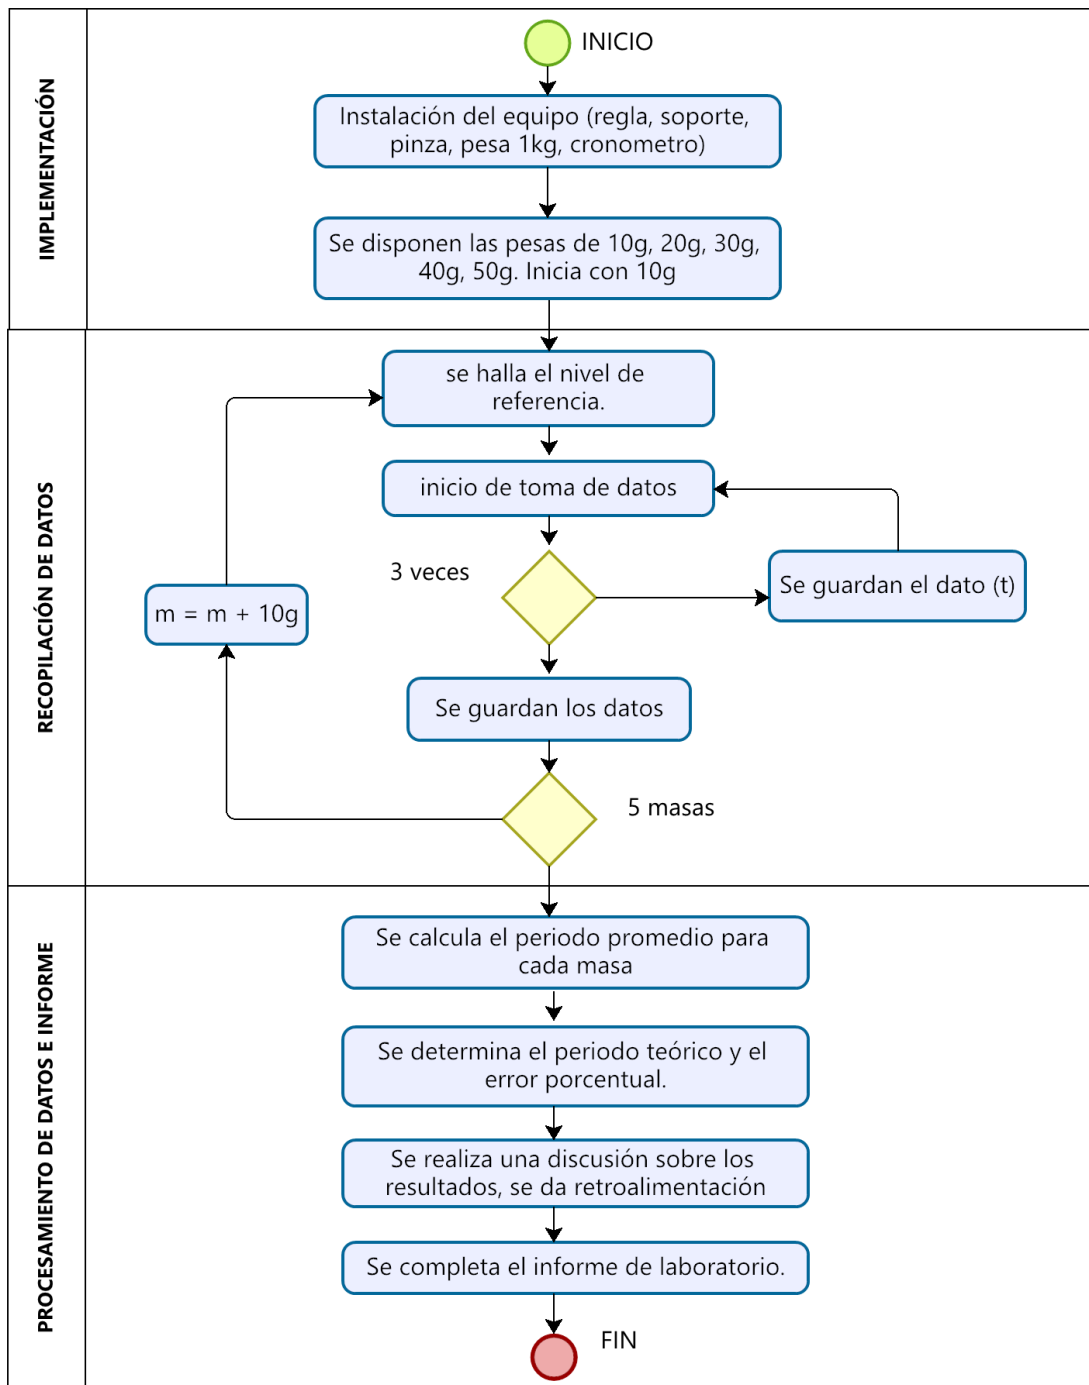 IMPLEMENTACIÓN
INICIO
Instalación del equipo (regla, soporte,
pinza, pesa 1kg, cronometro)
Se disponen las pesas de 10g, 20g, 30g,
40g, 50g. Inicia con 10g
RECOPILACIÓN DE DATOS
se halla el nivel de
referencia.
inicio de toma de datos
3 veces
Se guardan el dato (t)
m = m + 10g
Se guardan los datos
5 masas
PROCESAMIENTO DE DATOS E INFORME
Se calcula el periodo promedio para
cada masa
Se determina el periodo teórico y el
error porcentual.
Se realiza una discusión sobre los
resultados, se da retroalimentación
Se completa el informe de laboratorio.
FIN